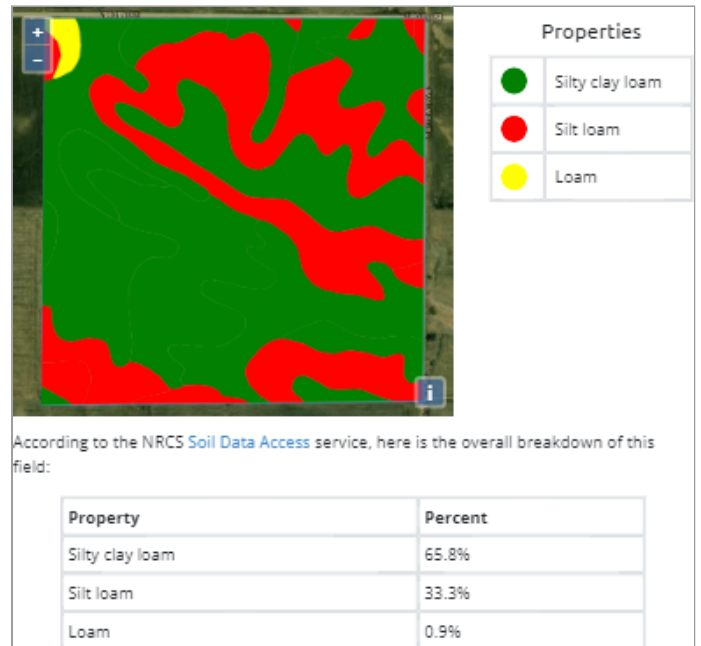 +
Properties
−
Silty clay loam
Silt loam
Loam
i
According to the NRCS Soil Data Access service, here is the overall breakdown of this
field:
Property Percent
Silty clay loam 65.8%
Silt loam 33.3%
Loam 0.9%